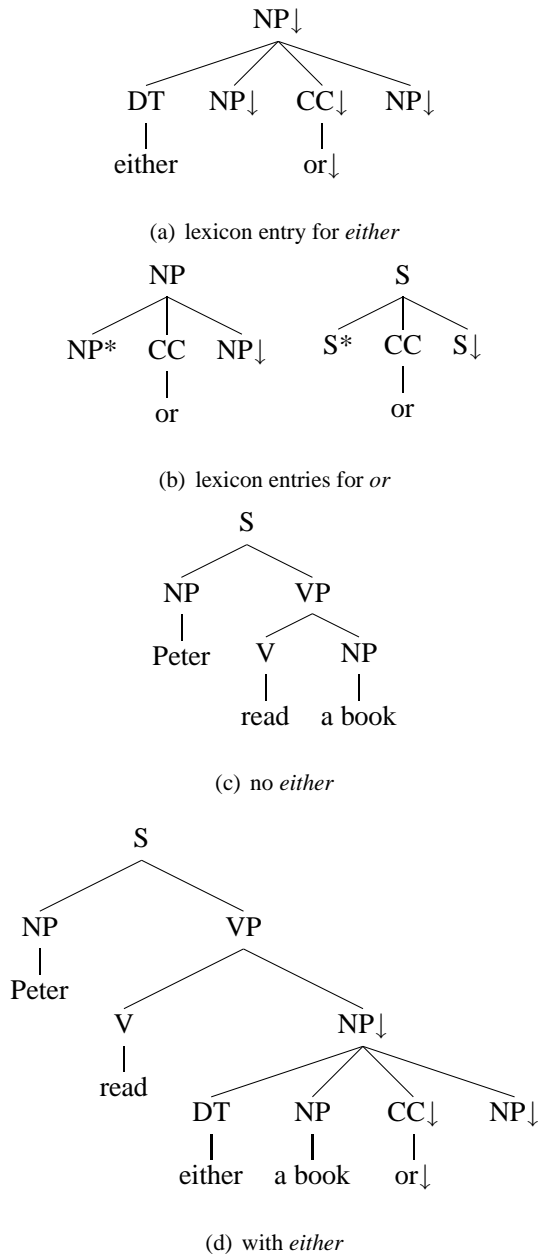 NP↓
DT NP↓ CC↓ NP↓
either or↓
(a) lexicon entry for either
NP S
NP* CC NP↓ S* CC S↓
or or
(b) lexicon entries for or
S
NP VP
Peter V NP
read a book
(c) no either
S
NP VP
Peter
V NP↓
read
DT NP CC↓ NP↓
either a book or↓
(d) with either